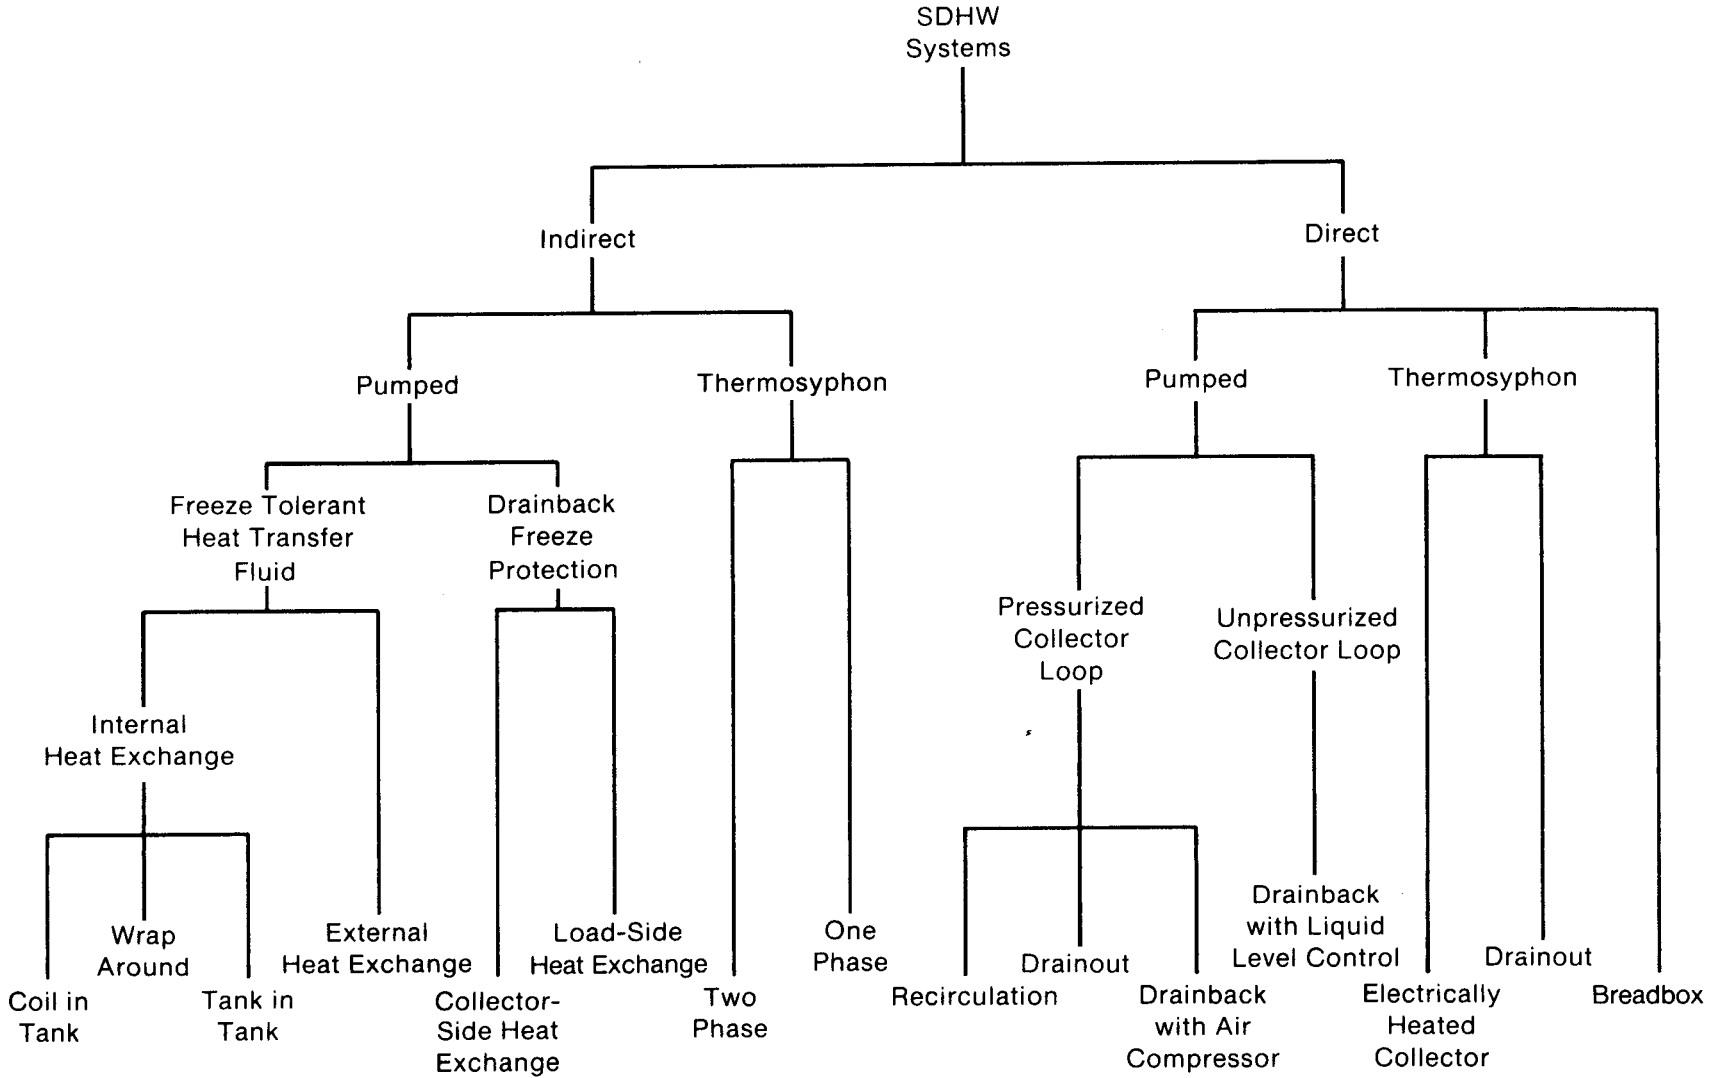 SDHW
Systems
Indirect
Direct
Pumped
Thermosyphon
Pumped
Thermosyphon
Freeze Tolerant
Heat Transfer
Fluid
Drainback
Freeze
Protection
Pressurized
Collector
Loop
Unpressurized
Collector Loop
Internal
Heat Exchange
Coil in
Tank
Wrap
Around
Tank in
Tank
External
Heat Exchange
Collector-
Side Heat
Exchange
Load-Side
Heat Exchange
Two
Phase
One
Phase
Recirculation
Drainout
Drainback
with Air
Compressor
Drainback
with Liquid
Level Control
Electrically
Heated
Collector
Drainout
Breadbox